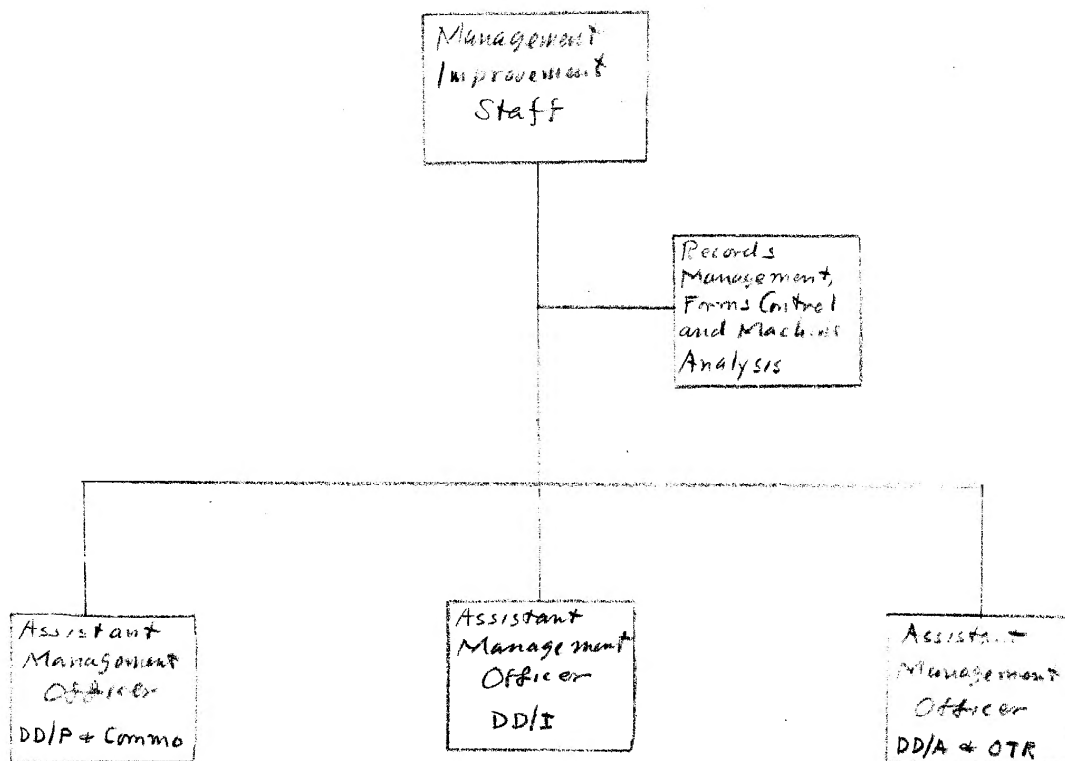 Management
Improvement
Staff
Records
Management,
Forms Control
and Machine
Analysis
Assistant
Management
Officer
DD/P & Commo
Assistant
Management
Officer
DD/I
Assistant
Management
Officer
DD/A & OTR